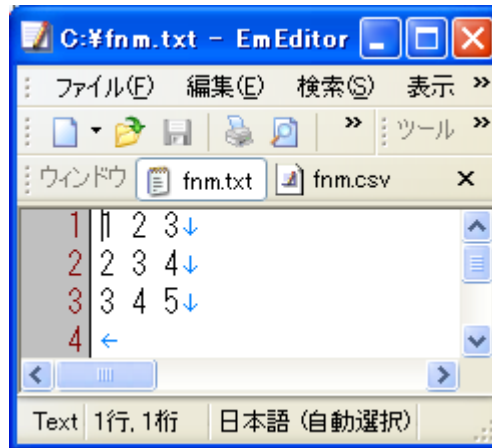 C:¥fnm.txt - EmEditor
ファイル(F) 編集(E) 検索(S) 表示 »
» ツール »
ウィンドウ fnm.txt fnm.csv ×
1 1 2 3↓
2 2 3 4↓
3 3 4 5↓
4 ←
Text 1行, 1桁 日本語 (自動選択)